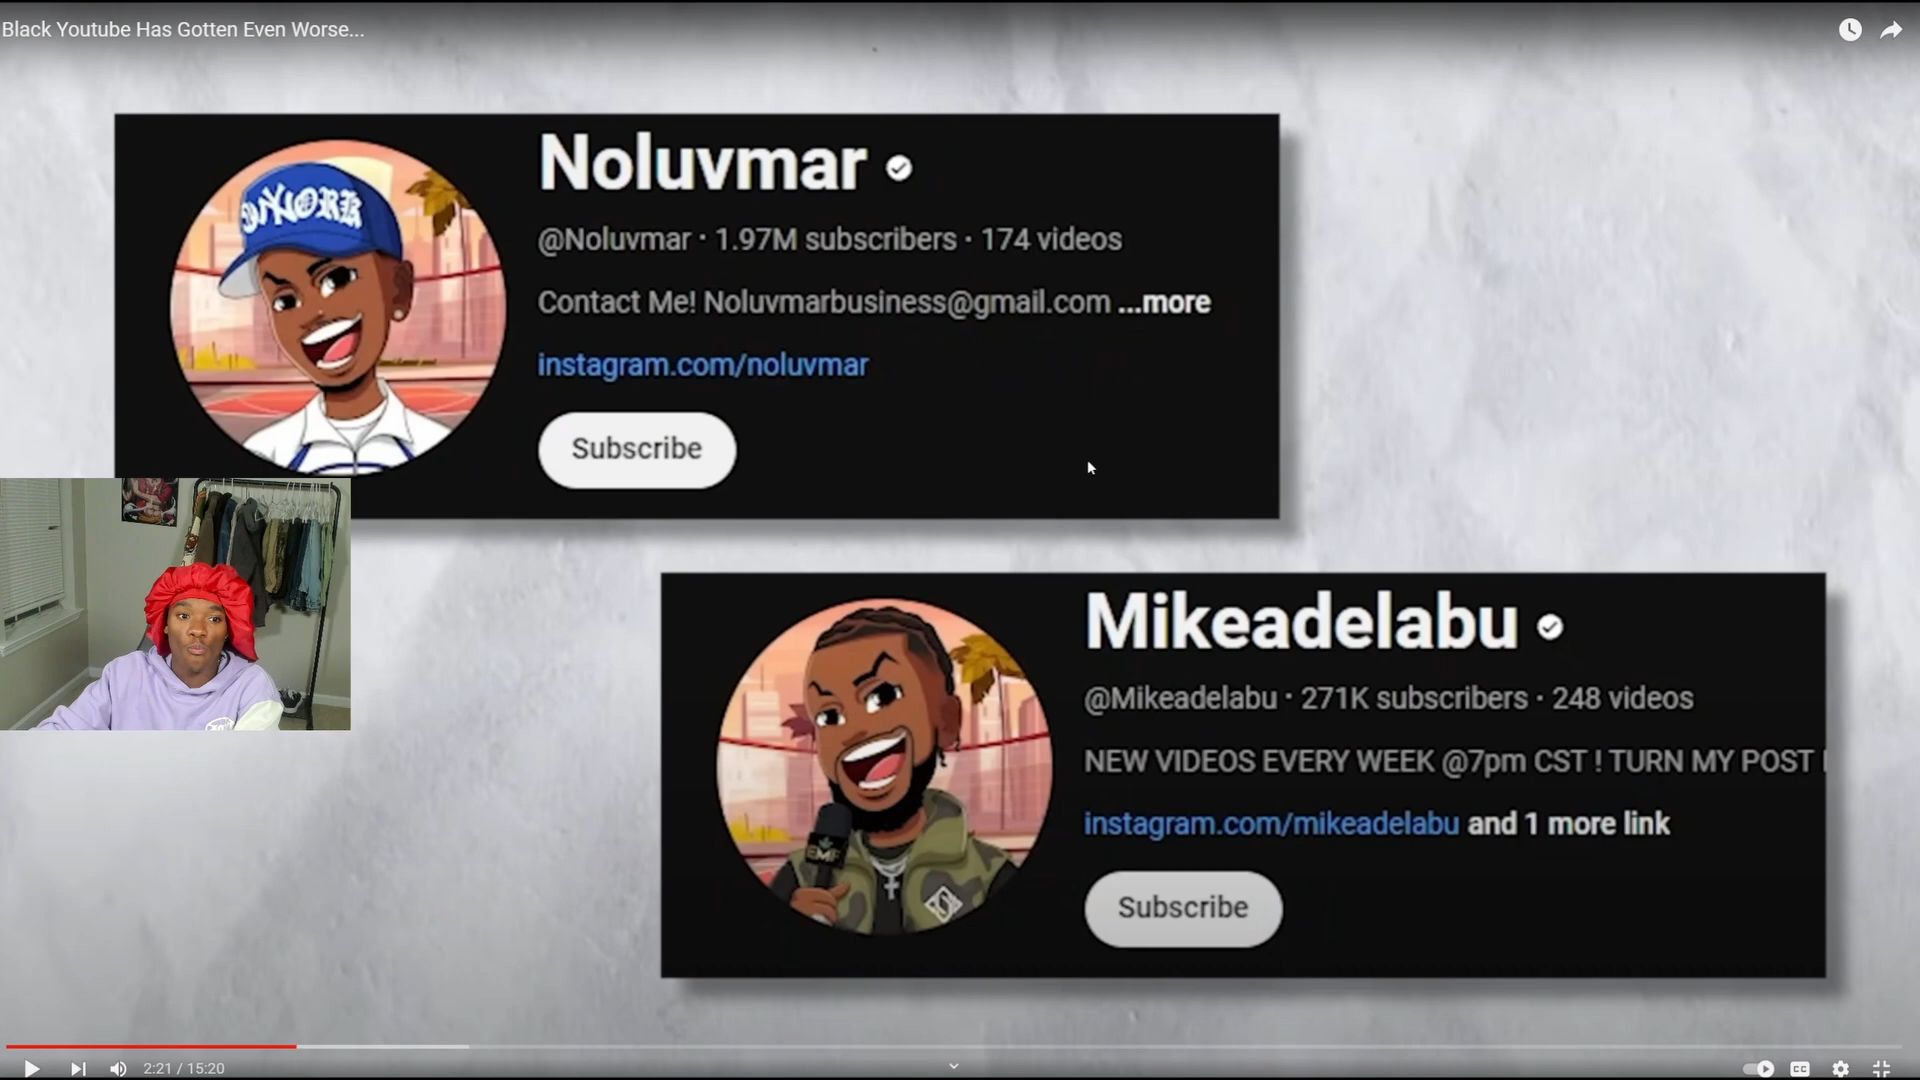 Black Youtube Has Gotten Even Worse...
Noluvmar
@Noluvmar · 1.97M subscribers · 174 videos
Contact Me! Noluvmarbusiness@gmail.com ...more
instagram.com/noluvmar
Subscribe
Mikeadelabu
@Mikeadelabu · 271K subscribers · 248 videos
NEW VIDEOS EVERY WEEK @7pm CST ! TURN MY POST
instagram.com/mikeadelabu and 1 more link
Subscribe
2:21 / 15:20
CC